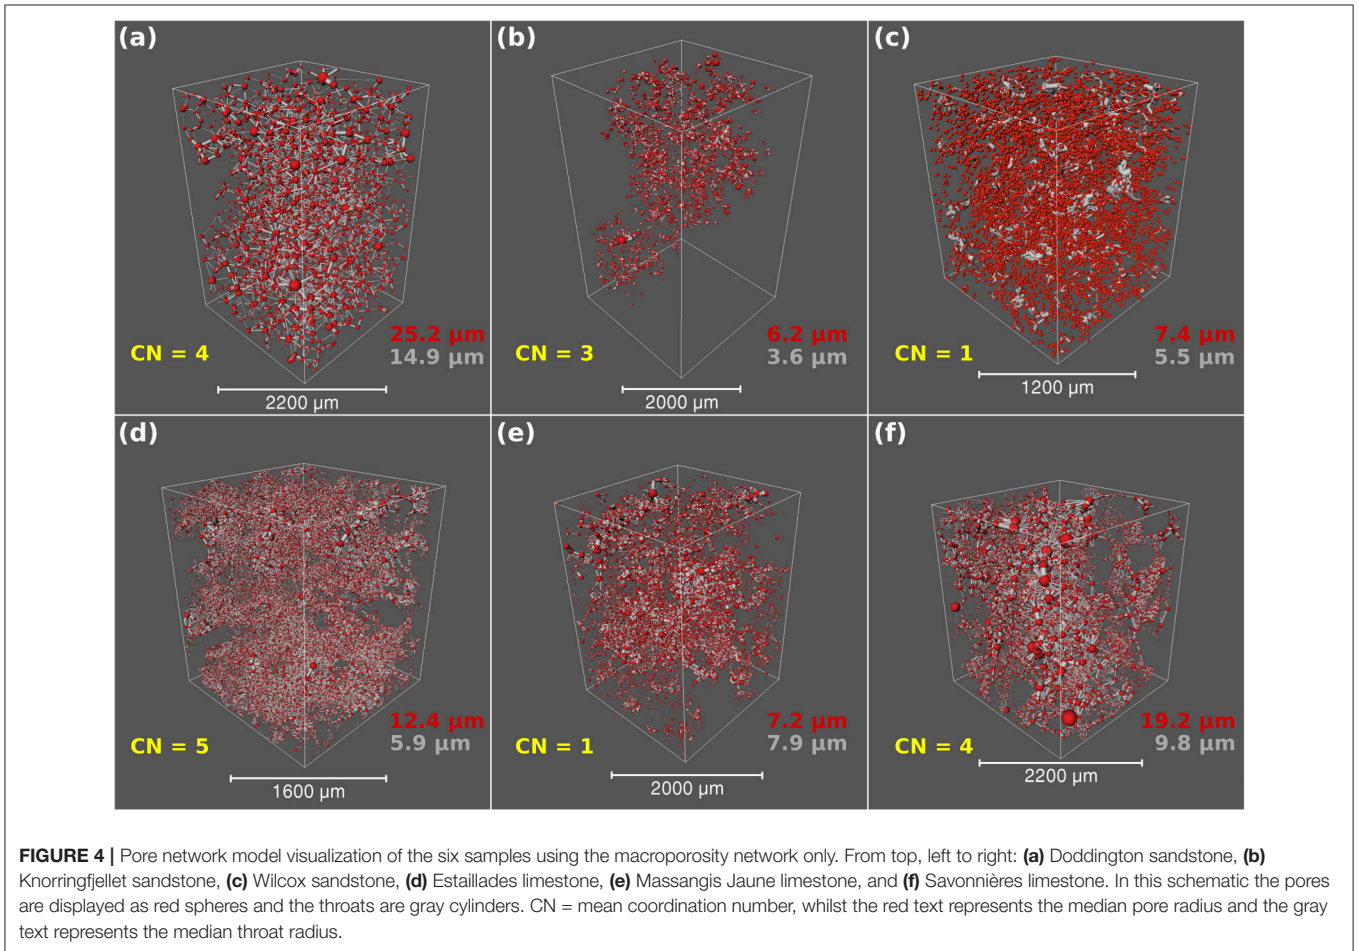 (a)
CN = 4
25.2 µm
14.9 µm
2200 µm
(b)
CN = 3
6.2 µm
3.6 µm
2000 µm
(c)
CN = 1
7.4 µm
5.5 µm
1200 µm
(d)
CN = 5
12.4 µm
5.9 µm
1600 µm
(e)
CN = 1
7.2 µm
7.9 µm
2000 µm
(f)
CN = 4
19.2 µm
9.8 µm
2200 µm
FIGURE 4 | Pore network model visualization of the six samples using the macroporosity network only. From top, left to right: (a) Doddington sandstone, (b)
Knorringfjellet sandstone, (c) Wilcox sandstone, (d) Estaillades limestone, (e) Massangis Jaune limestone, and (f) Savonnières limestone. In this schematic the pores
are displayed as red spheres and the throats are gray cylinders. CN = mean coordination number, whilst the red text represents the median pore radius and the gray
text represents the median throat radius.